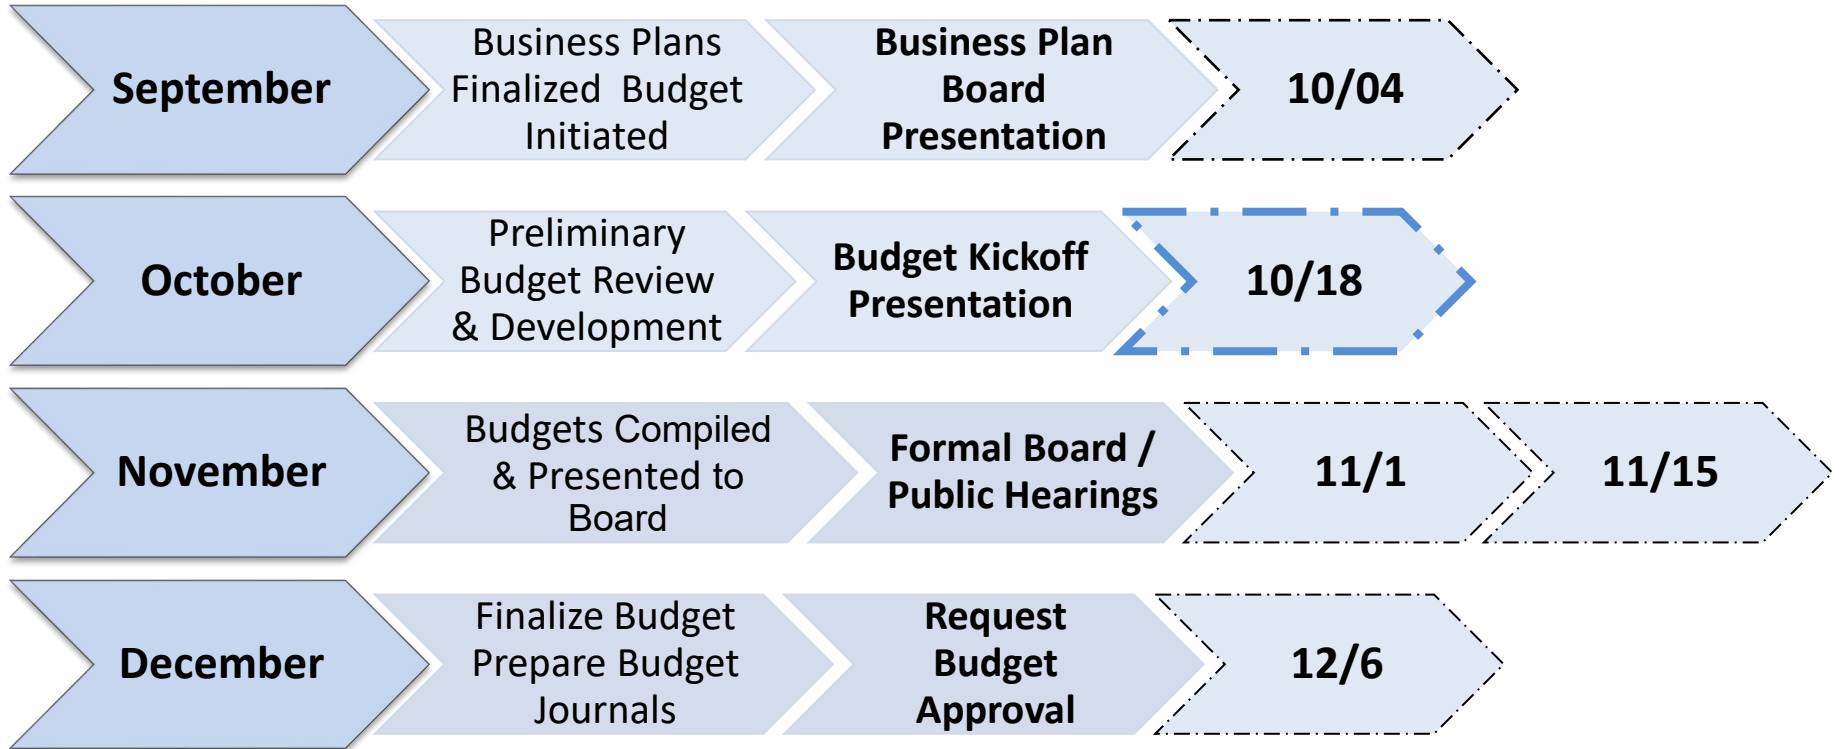 September
Business Plans
Finalized  Budget
Initiated
Business Plan
Board
Presentation
10/04
October
Preliminary
Budget Review
& Development
Budget Kickoff
Presentation
10/18
November
Budgets Compiled
& Presented to
Board
Formal Board /
Public Hearings
11/1
11/15
December
Finalize Budget
Prepare Budget
Journals
Request
Budget
Approval
12/6